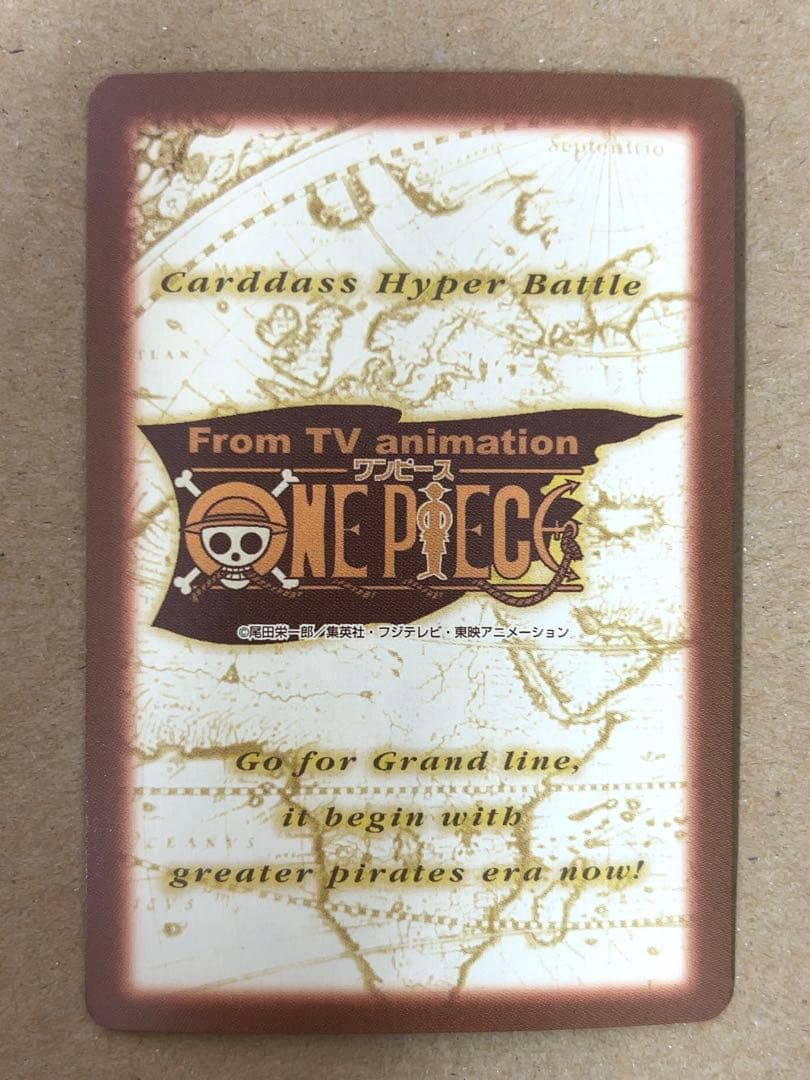 Septentrio
Carddass Hyper Battle
From TV animation
ワンピース
ONE PIECE
©尾田栄一郎/集英社・フジテレビ・東映アニメーション
Go for Grand line,
it begin with
greater pirates era now!